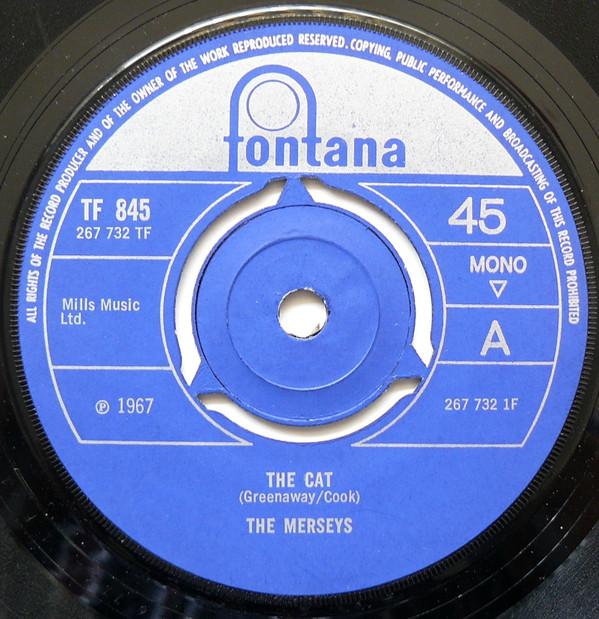 ALL RIGHTS OF THE RECORD PRODUCER AND OF THE OWNER OF THE WORK REPRODUCED RESERVED. COPYING, PUBLIC PERFORMANCE AND BROADCASTING OF THIS RECORD PROHIBITED
fontana
TF 845
267 732 TF
45
MONO
Mills Music
Ltd.
A
℗ 1967
267 732 1F
THE CAT
(Greenaway/Cook)
THE MERSEYS